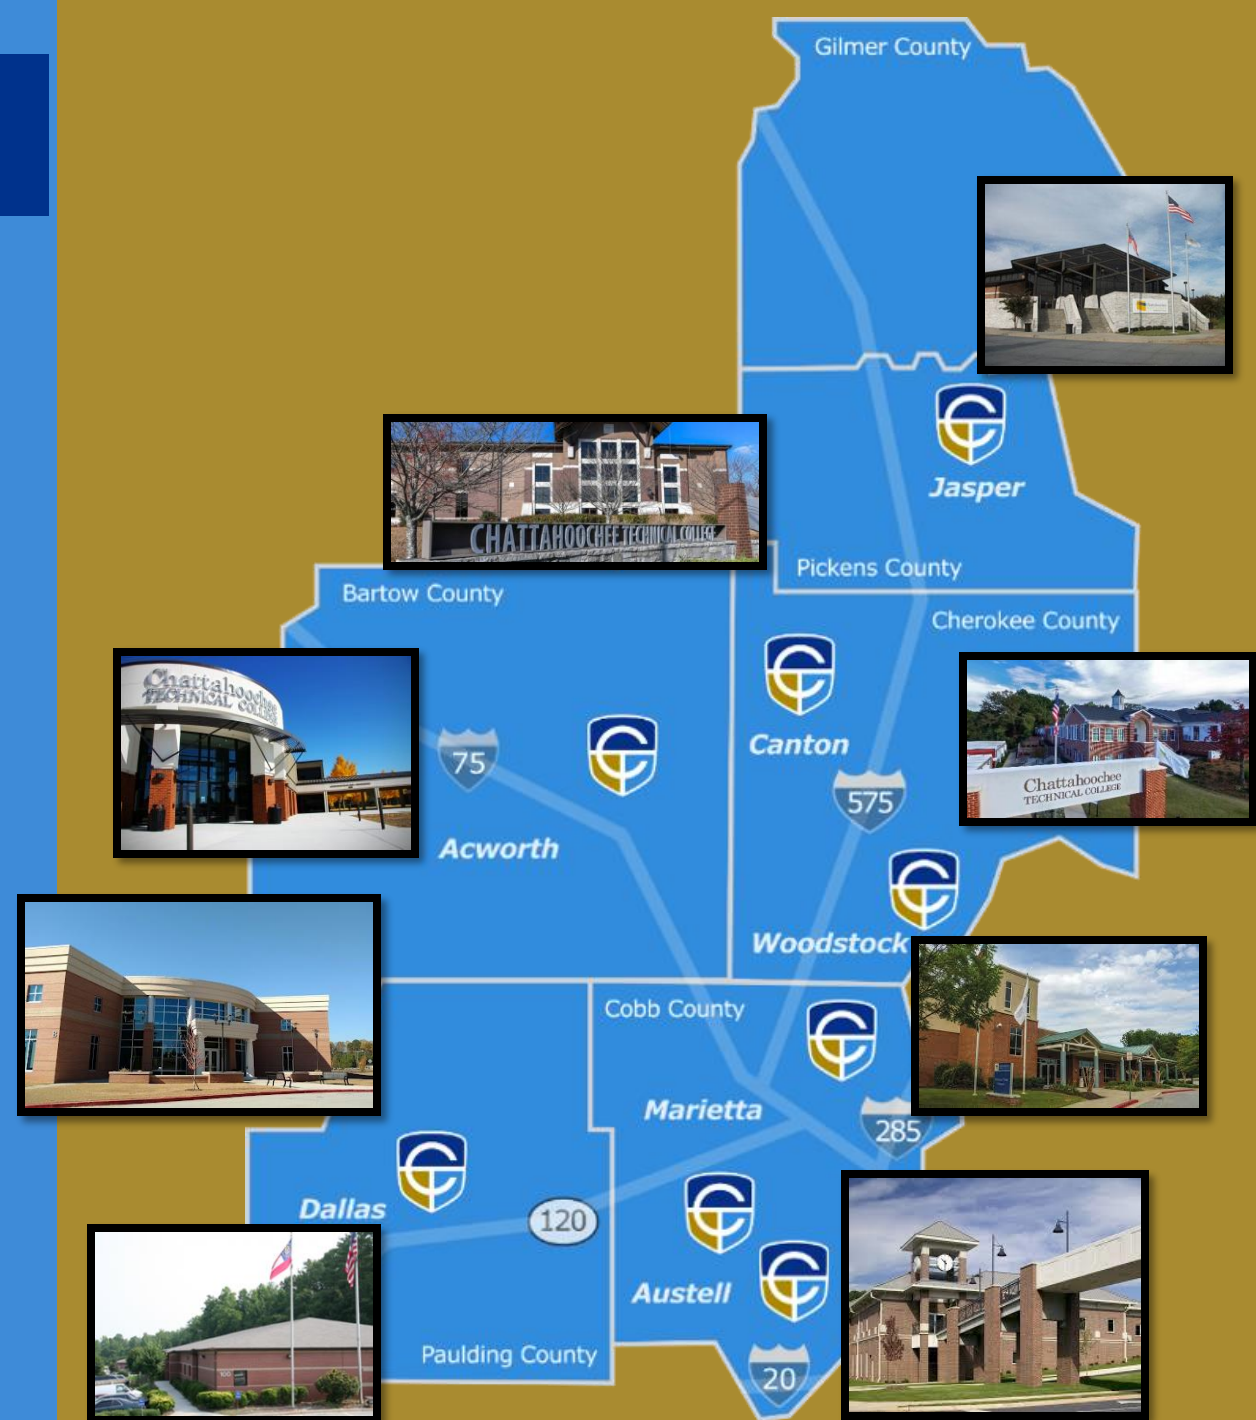 Gilmer County
Jasper
CHATTAHOOCHEE TECHNICAL COLLEGE
Pickens County
Bartow County
Cherokee County
Chattahoochee
TECHNICAL COLLEGE
Canton
75
575
Chattahoochee
TECHNICAL COLLEGE
Acworth
Woodstock
Cobb County
Marietta
285
Dallas
120
Austell
Paulding County
100
20